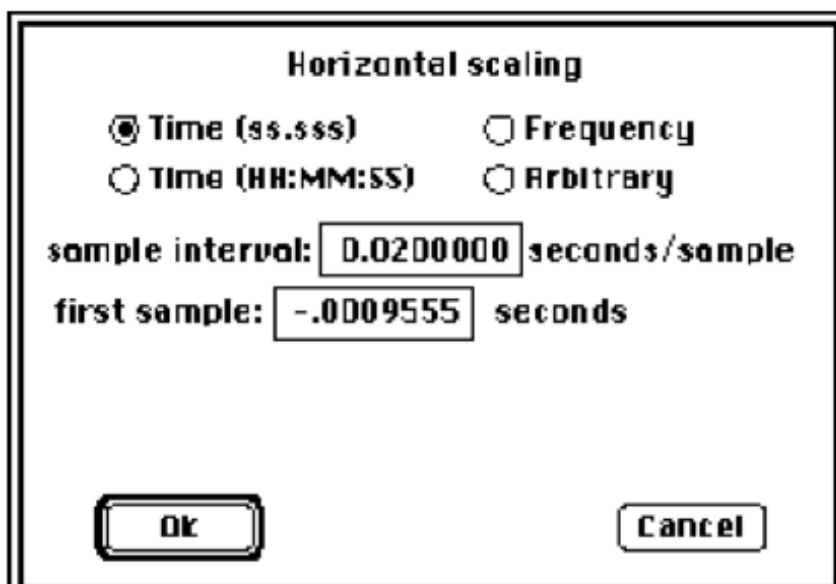 Horizontal scaling
Time (ss.sss) Frequency
Time (HH:MM:SS) Arbitrary
sample interval: 0.0200000 seconds/sample
first sample: -.0009555 seconds
Ok Cancel